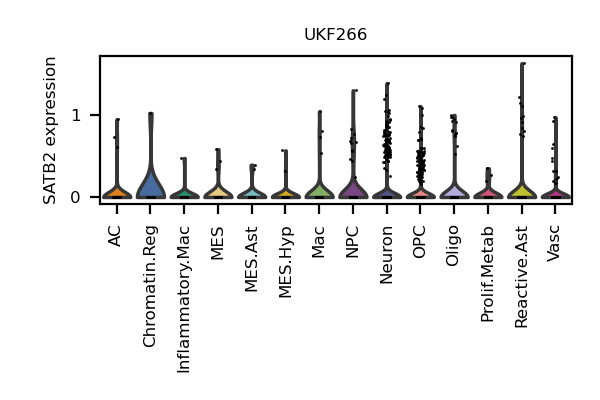 UKF266
SATB2 expression
1
0
AC
Chromatin.Reg
Inflammatory.Mac
MES
MES.Ast
MES.Hyp
Mac
NPC
Neuron
OPC
Oligo
Prolif.Metab
Reactive.Ast
Vasc